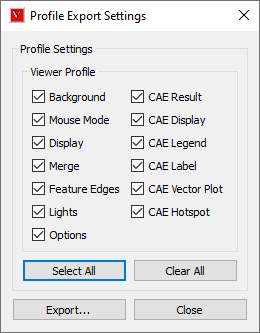 Profile Export Settings
Profile Settings
Viewer Profile
Background CAE Result
Mouse Mode CAE Display
Display CAE Legend
Merge CAE Label
Feature Edges CAE Vector Plot
Lights CAE Hotspot
Options
Select All Clear All
Export... Close